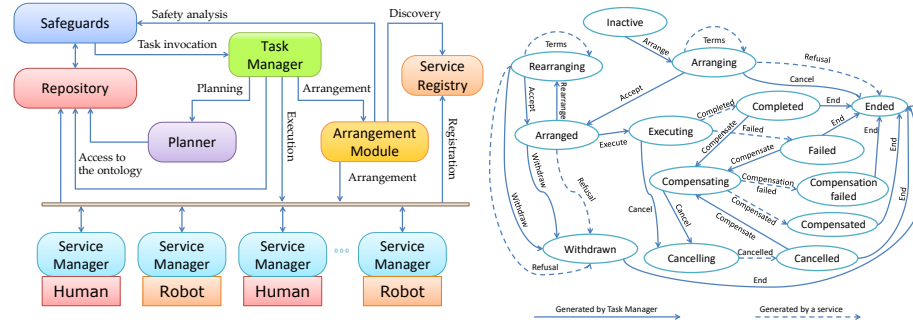 Safety analysis
Discovery
Safeguards
Task invocation
Task
Manager
Service
Registry
Repository
Planning
Arrangement
Planner
Arrangement
Module
Access to
the ontology
Execution
Registration
Arrangement
Service
Manager
Human
Service
Manager
Robot
Service
Manager
Human
Service
Manager
Robot
Inactive
Arrange
Terms
Rearranging
Terms
Arranging
Refusal
Cancel
Accept
Rearrange
Accept
Completed
Completed
End
Ended
Arranged
Execute
Executing
Failed
Compensate
End
Failed
End
Withdraw
Refusal
Compensate
Compensating
Compensation
failed
Compensation
failed
End
End
Withdraw
Cancel
Cancel
Compensated
Compensated
Compensate
Withdrawn
Refusal
Cancelling
Cancelled
Cancelled
End
Generated by Task Manager
Generated by a service